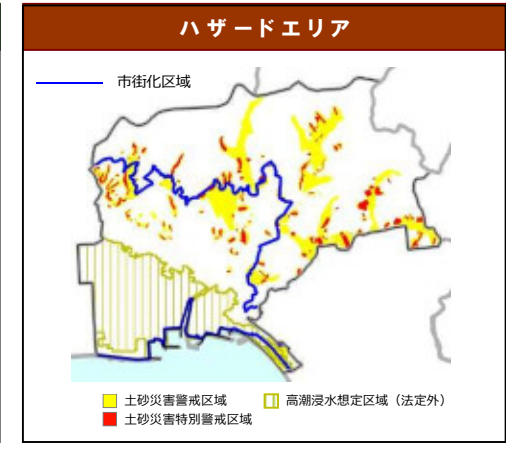 ハザードエリア
市街化区域
土砂災害警戒区域
高潮浸水想定区域（法定外）
土砂災害特別警戒区域